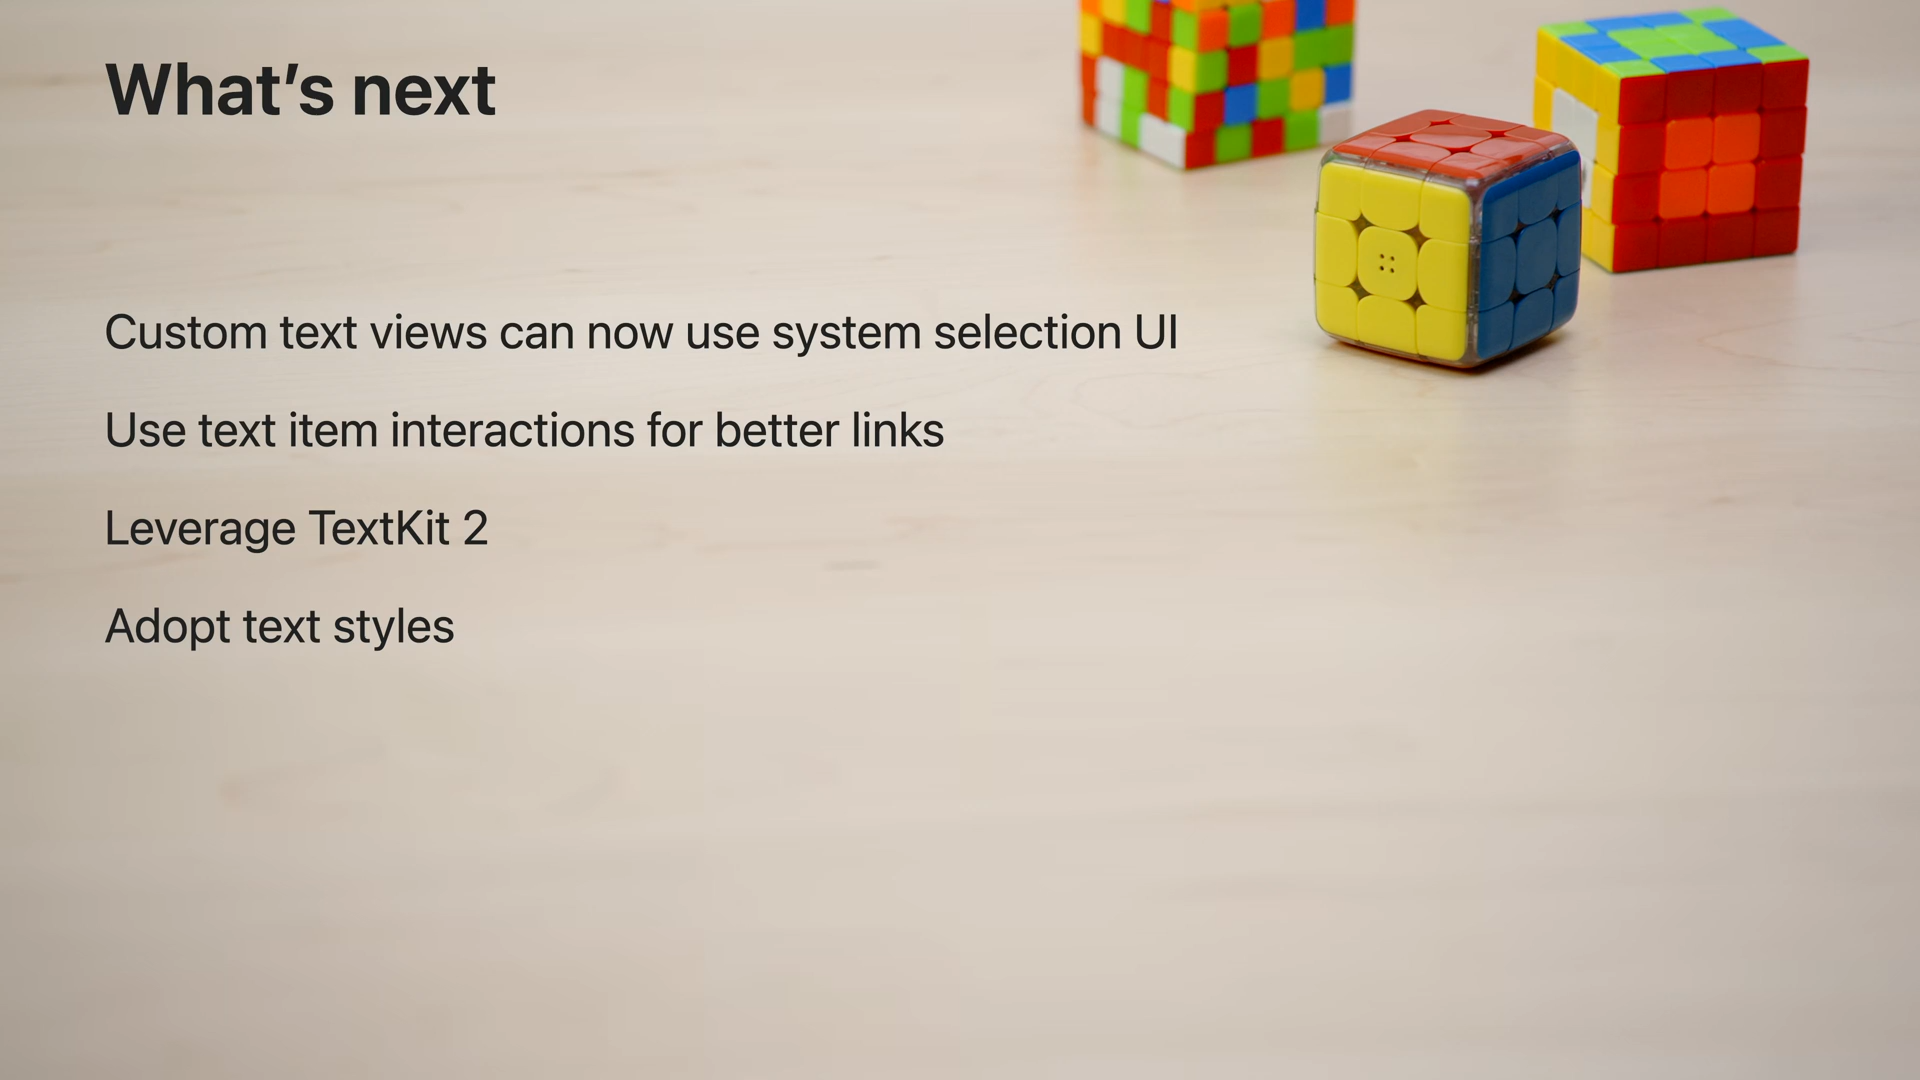 What’s next
Custom text views can now use system selection UI
Use text item interactions for better links
Leverage TextKit 2
Adopt text styles